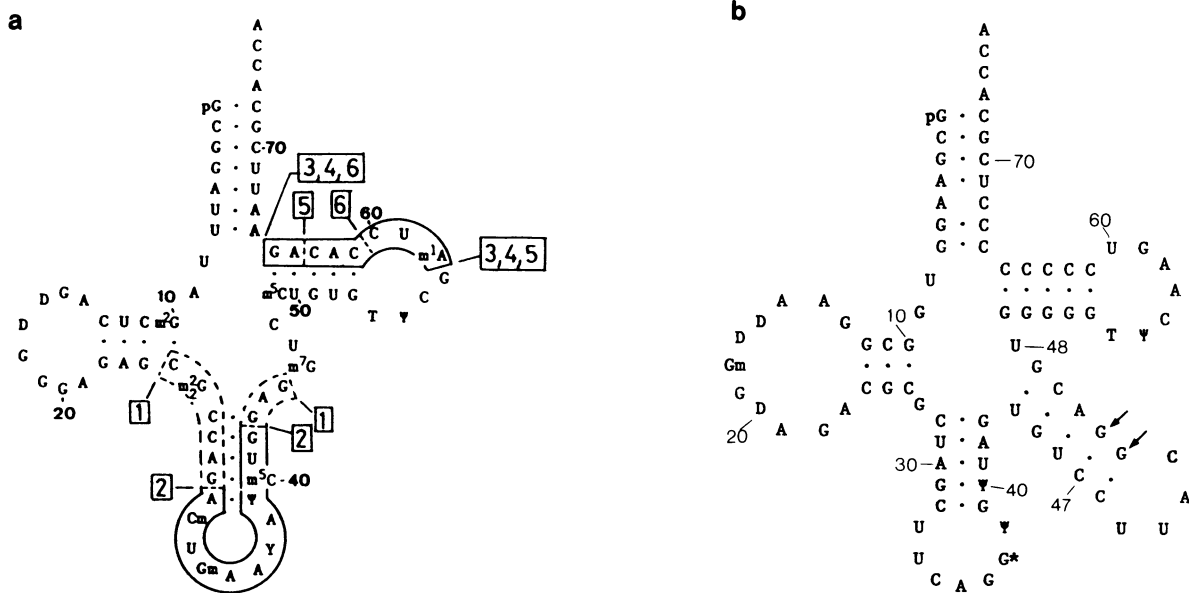 a
A
C
C
A
pG · C
C · G
G · C · 70
G · U
A · U
U · A
U · A
3,4,6
5 6 60
C U
G A C A C m¹A
3,4,5
G
m⁵C U G U G C
50
T Ψ
U
A
C
U
m⁷G
G
A
10
D G A C U C m²G
D
G
G G A G A G C
20
m²₂G
1
1
C · G
C · G
2
A · U
G · m⁵C · 40
2
A · Ψ
Cm A
U Y
Gm A A
b
A
C
C
A
pG · C
C · G
G · C 70
A · U
A · C
G · C
G · C
60
C C C C C U G
A
A
G G G G G T Ψ C
U
G
U 48
10
A A G G C G
D
D
Gm
G
D A G A C G C G
20
G
C
A
G
G
U
G
U
C
47
C
U U
A
C
C · G
U · A
30 A · U
G · Ψ 40
C · G
U Ψ
U G*
C A G